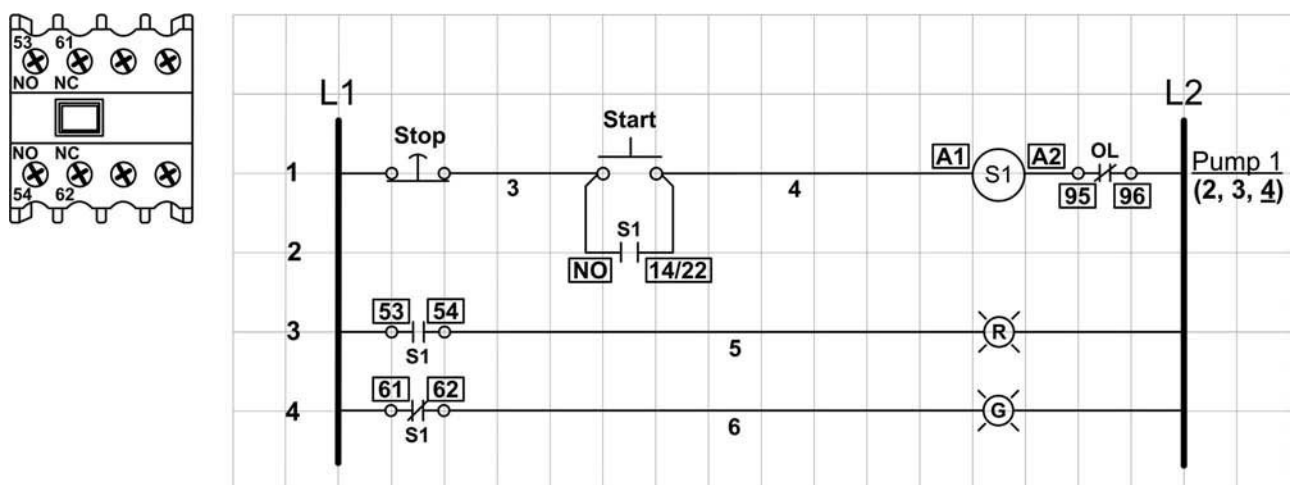 53 61
NO NC
NO NC
54 62
L1 L2
Stop Start
1 3 4 A1 S1 A2 OL 95 96 Pump 1
(2, 3, 4)
2 S1
NO 14/22
3 53 54 S1 5 R
4 61 62 S1 6 G